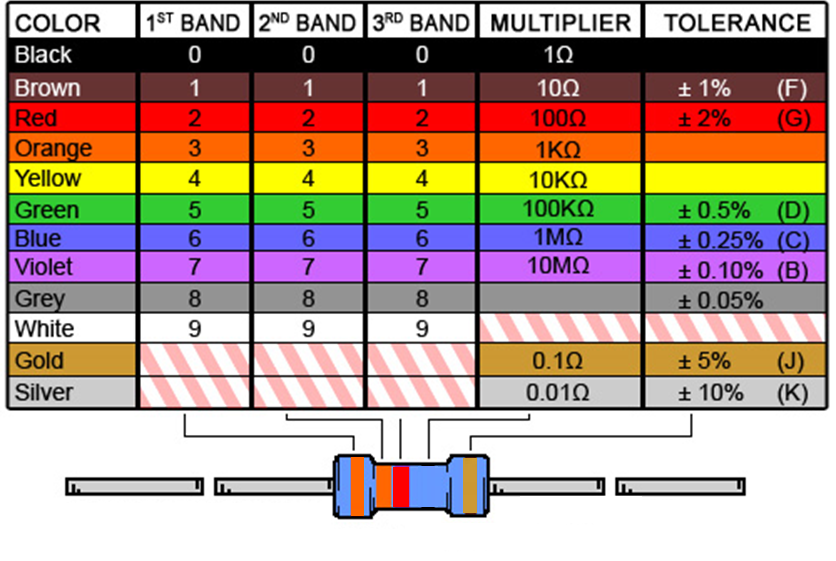 COLOR 1ST BAND 2ND BAND 3RD BAND MULTIPLIER TOLERANCE
Black 0 0 0 1Ω
Brown 1 1 1 10Ω ± 1% (F)
Red 2 2 2 100Ω ± 2% (G)
Orange 3 3 3 1KΩ
Yellow 4 4 4 10KΩ
Green 5 5 5 100KΩ ± 0.5% (D)
Blue 6 6 6 1MΩ ± 0.25% (C)
Violet 7 7 7 10MΩ ± 0.10% (B)
Grey 8 8 8 ± 0.05%
White 9 9 9
Gold 0.1Ω ± 5% (J)
Silver 0.01Ω ± 10% (K)